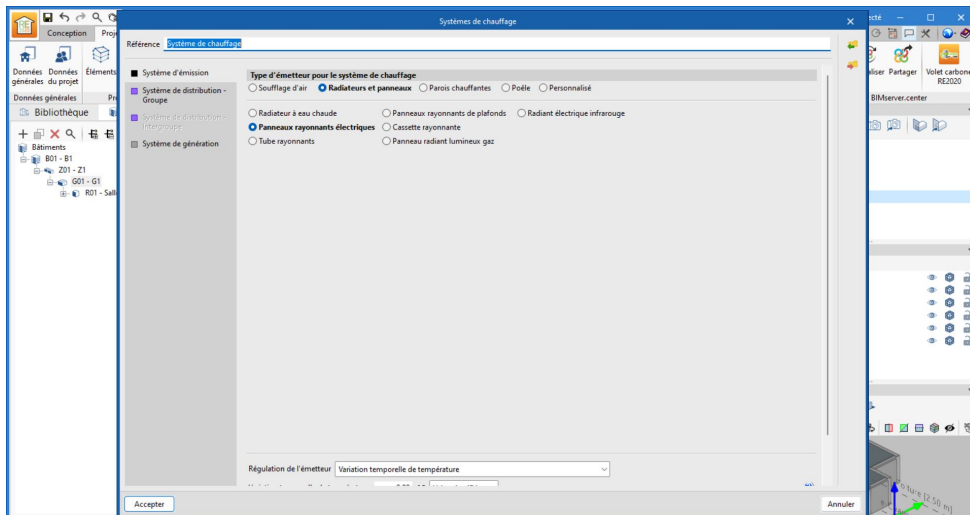 Systèmes de chauffage
Conception
Données générales
Données du projet
Éléments
Données générales
Bibliothèque
Bâtiments
B01 - B1
Z01 - Z1
G01 - G1
R01 - Salle
Référence Système de chauffage
Système d'émission
Système de distribution - Groupe
Système de distribution - Intergroupe
Système de génération
Type d'émetteur pour le système de chauffage
Soufflage d'air Radiateurs et panneaux Parois chauffantes Poêle Personnalisé
Radiateur à eau chaude Panneaux rayonnants de plafonds Radiant électrique infrarouge
Panneaux rayonnants électriques Cassette rayonnante
Tube rayonnants Panneau radiant lumineux gaz
Régulation de l'émetteur Variation temporelle de température
Accepter
Annuler
Partager
Volet carbone RE2020
BIMserver.center
[2.50 m]